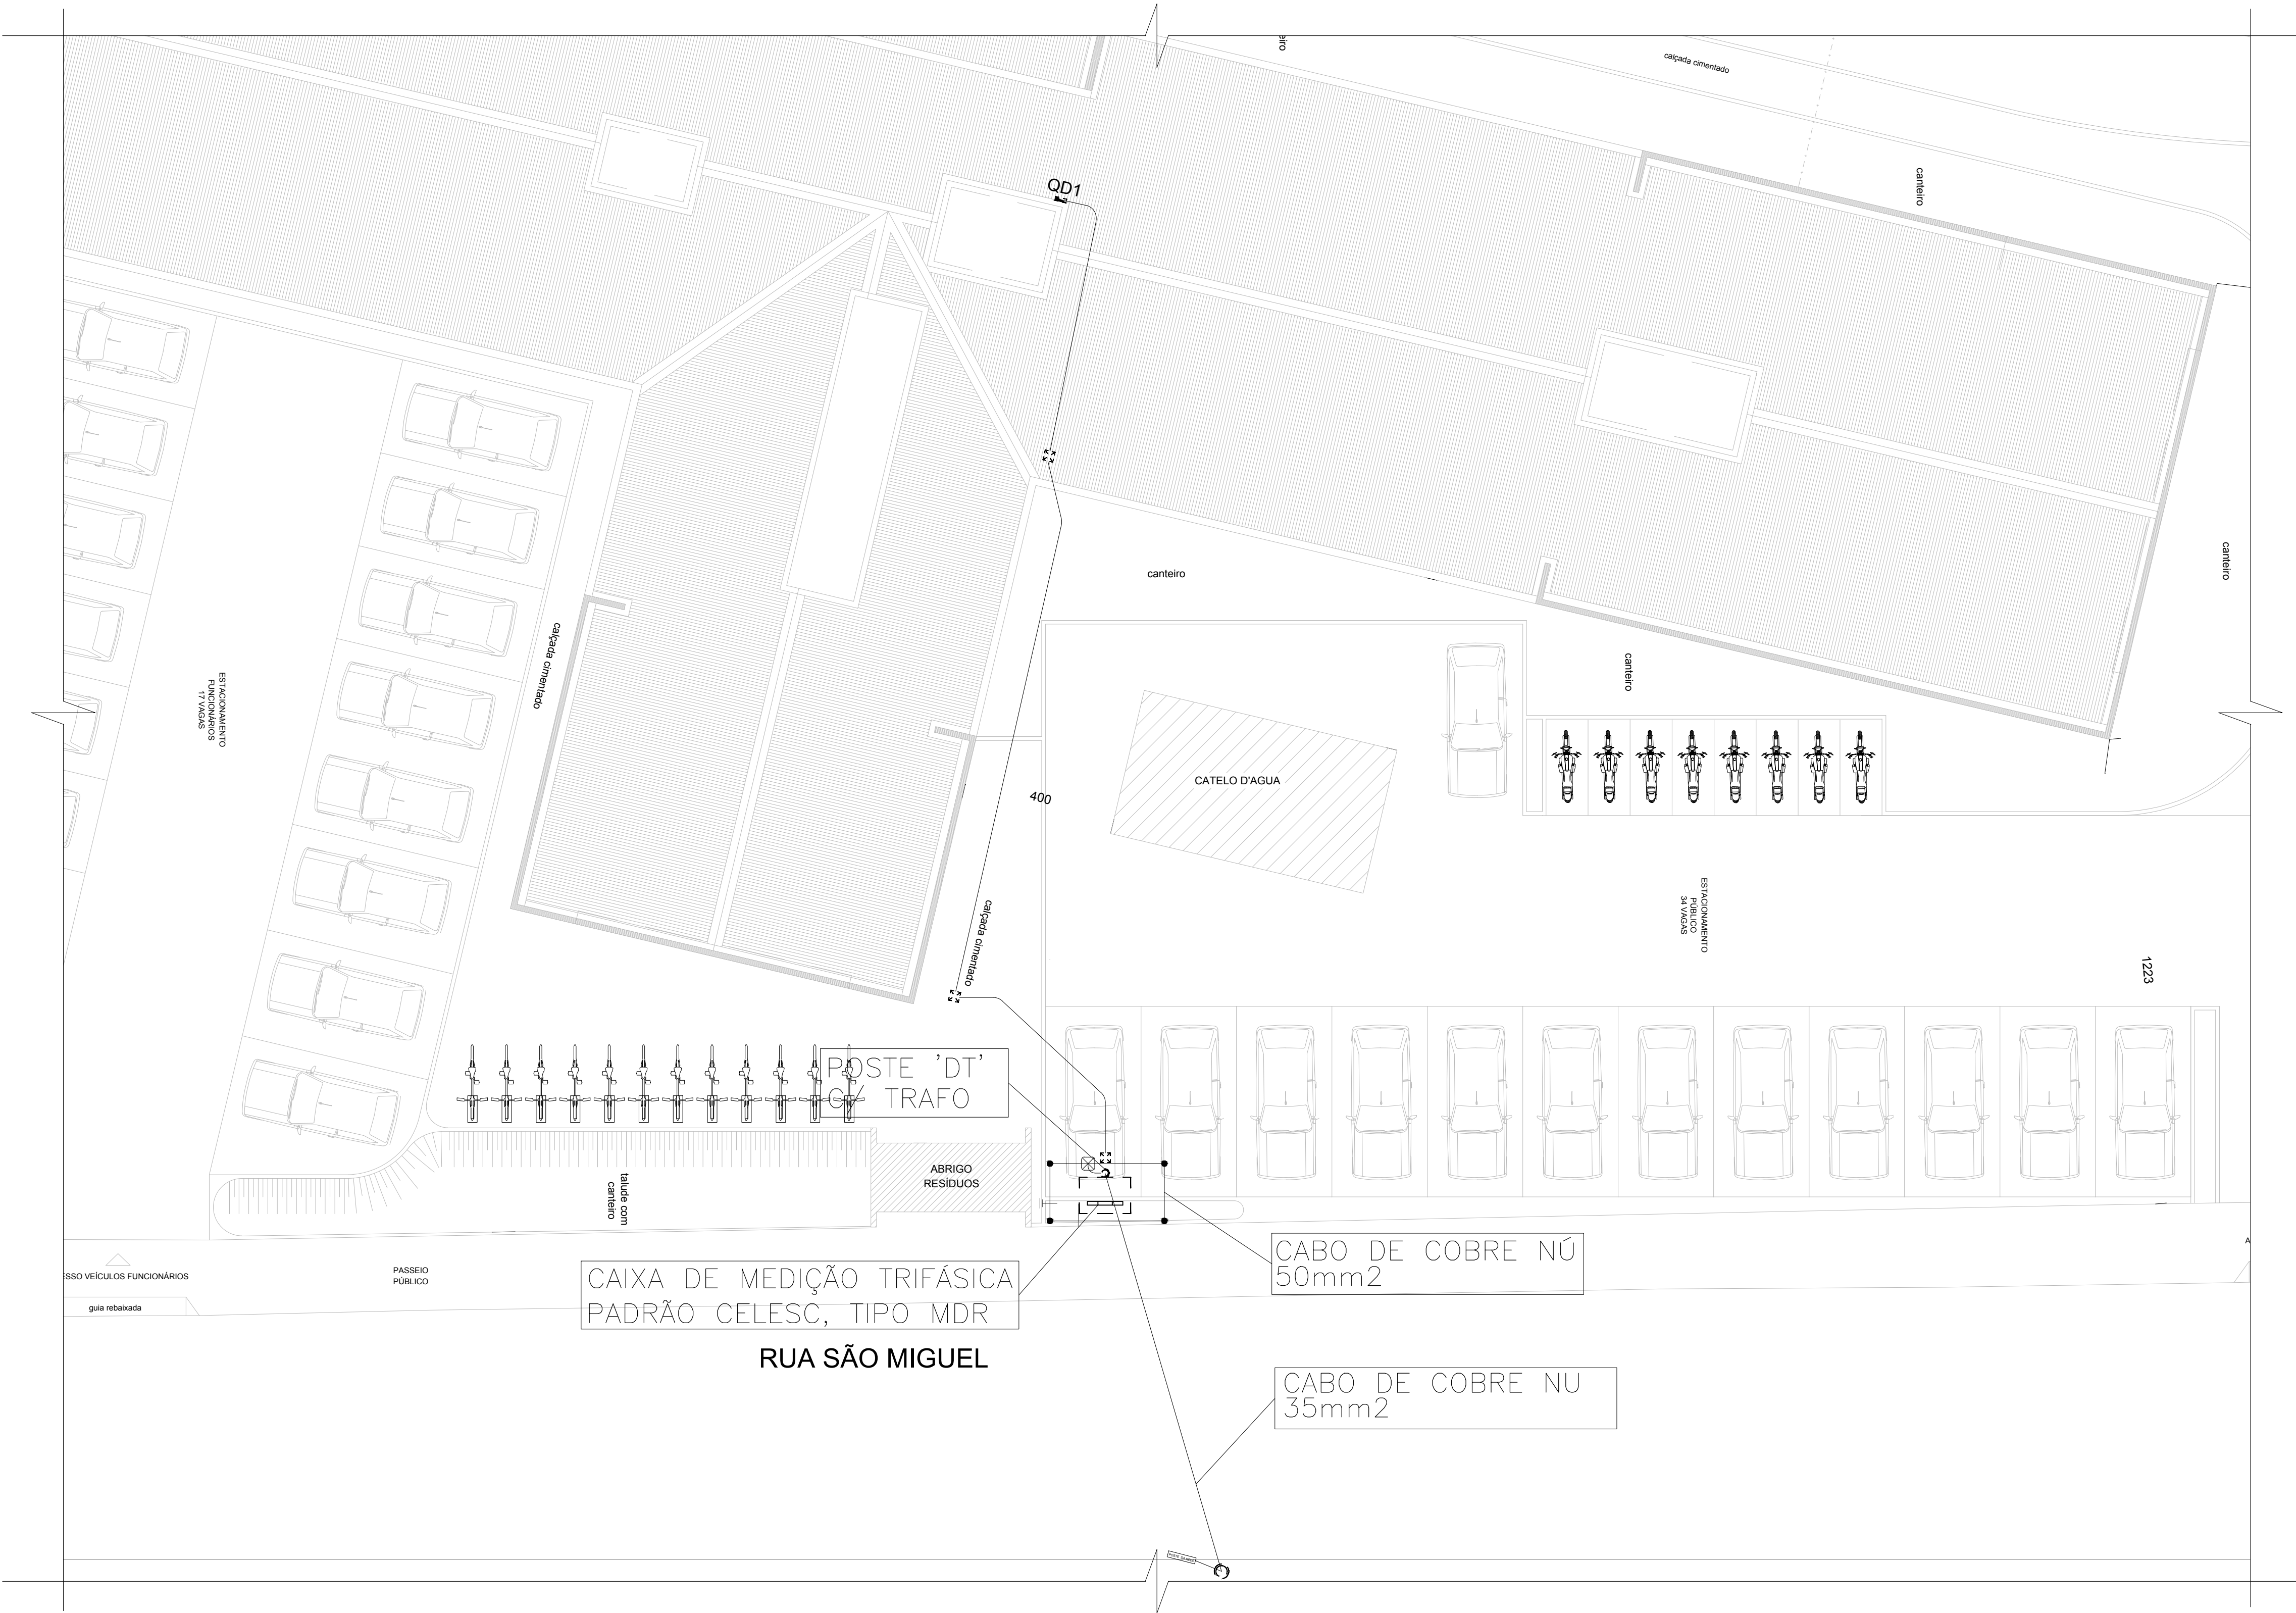 eiro
calçada cimentado
canteiro
QD1
canteiro
canteiro
canteiro
calçada cimentado
ESTACIONAMENTO
FUNCIONÁRIOS
17 VAGAS
CATELO D'AGUA
400
ESTACIONAMENTO
PÚBLICO
34 VAGAS
calçada cimentado
1223
POSTE 'DT'
C/ TRAFO
ABRIGO
RESÍDUOS
talude com
canteiro
CABO DE COBRE NÚ
50mm2
A
ESSO VEÍCULOS FUNCIONÁRIOS
PASSEIO
PÚBLICO
CAIXA DE MEDIÇÃO TRIFÁSICA
PADRÃO CELESC, TIPO MDR
guia rebaixada
RUA SÃO MIGUEL
CABO DE COBRE NU
35mm2